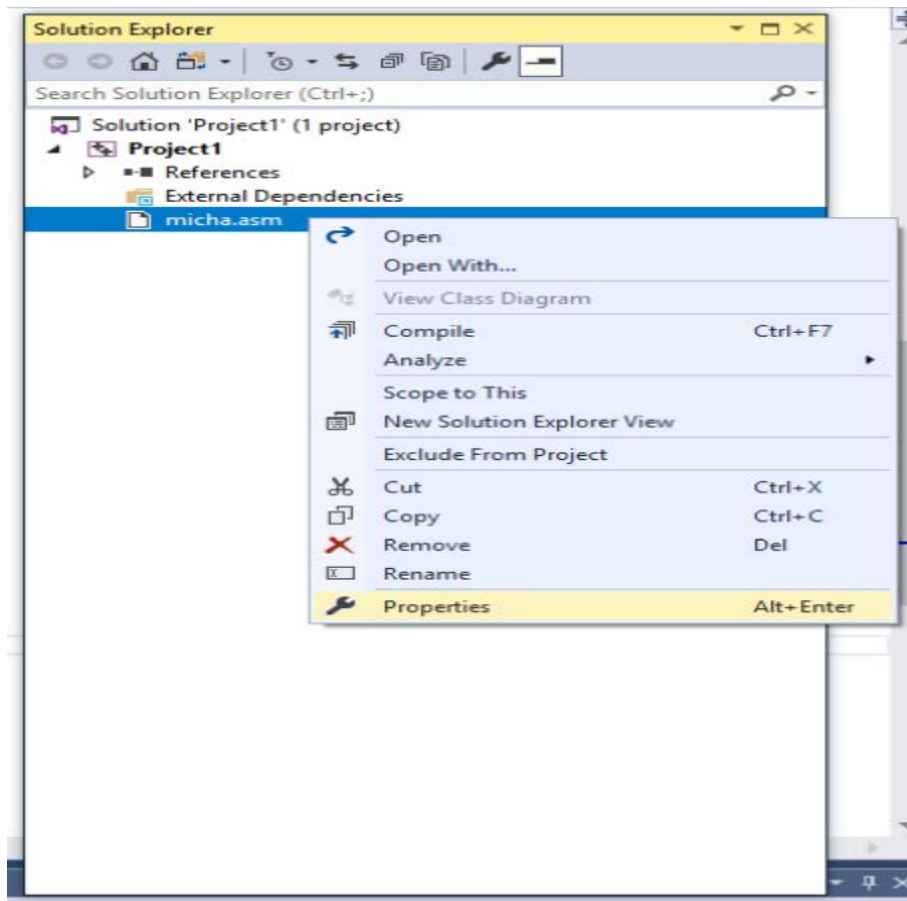 Solution Explorer
Search Solution Explorer (Ctrl+;)
Solution 'Project1' (1 project)
Project1
References
External Dependencies
micha.asm
Open
Open With...
View Class Diagram
Compile Ctrl+F7
Analyze
Scope to This
New Solution Explorer View
Exclude From Project
Cut Ctrl+X
Copy Ctrl+C
Remove Del
Rename
Properties Alt+Enter